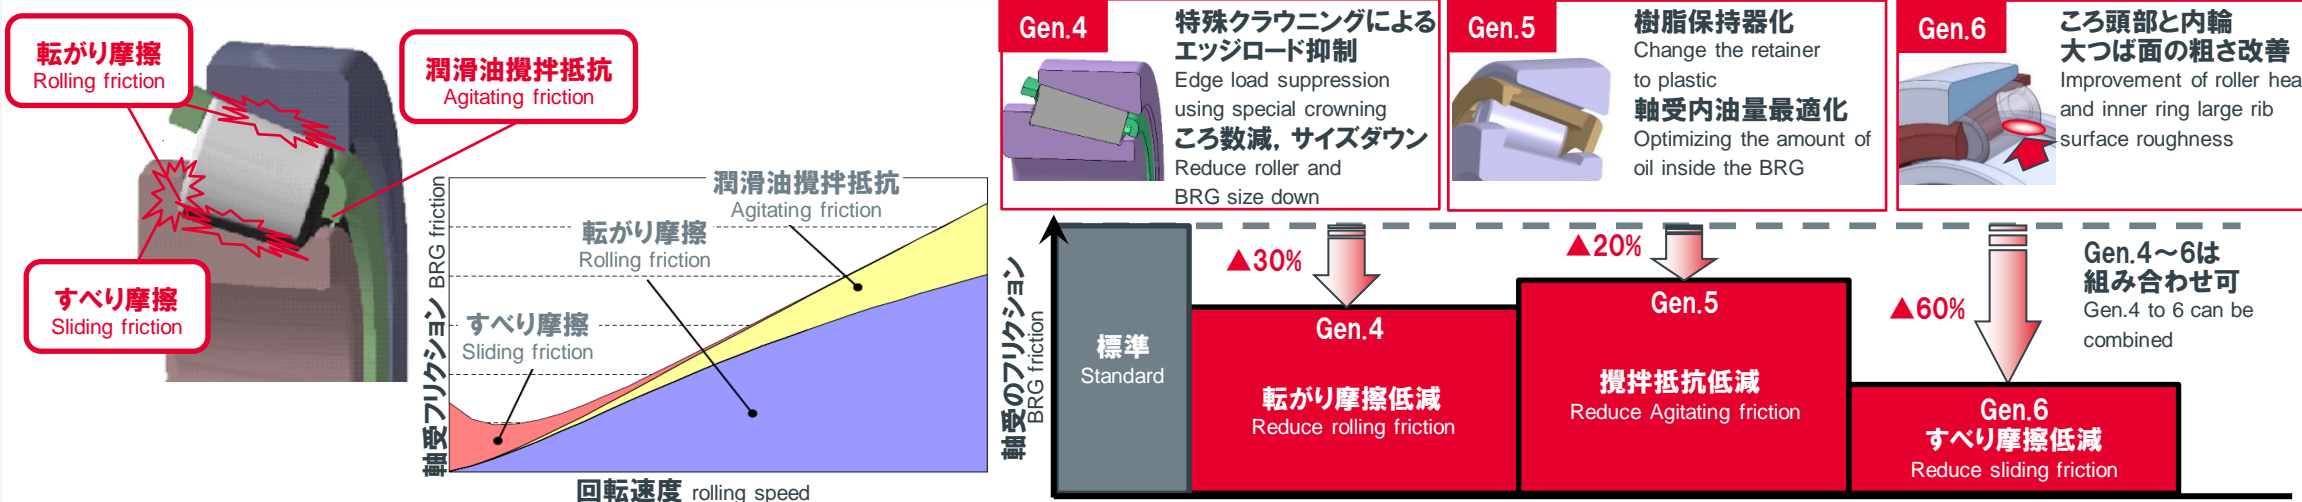 転がり摩擦
Rolling friction
潤滑油攪拌抵抗
Agitating friction
すべり摩擦
Sliding friction
軸受フリクション BRG friction
潤滑油攪拌抵抗
Agitating friction
転がり摩擦
Rolling friction
すべり摩擦
Sliding friction
回転速度 rolling speed
Gen.4
特殊クラウニングによる
エッジロード抑制
Edge load suppression
using special crowning
ころ数減, サイズダウン
Reduce roller and
BRG size down
Gen.5
樹脂保持器化
Change the retainer
to plastic
軸受内油量最適化
Optimizing the amount of
oil inside the BRG
Gen.6
ころ頭部と内輪
大つば面の粗さ改善
Improvement of roller hea
and inner ring large rib
surface roughness
軸受のフリクション
BRG friction
標準
Standard
▲30%
Gen.4
転がり摩擦低減
Reduce rolling friction
▲20%
Gen.5
攪拌抵抗低減
Reduce Agitating friction
▲60%
Gen.6
すべり摩擦低減
Reduce sliding friction
Gen.4～6は
組み合わせ可
Gen.4 to 6 can be
combined